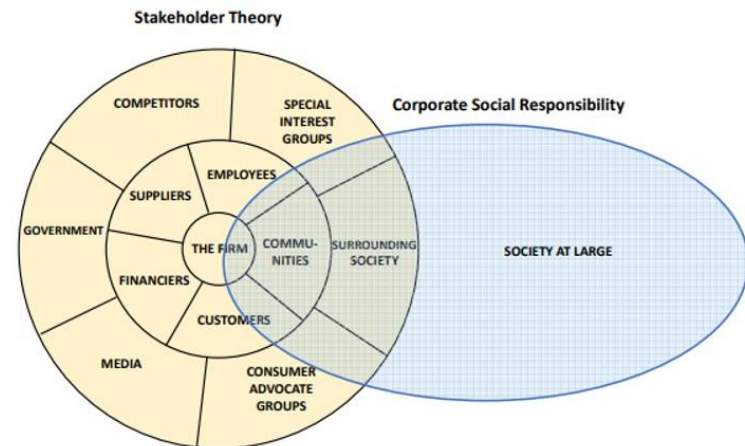 Stakeholder Theory
Corporate Social Responsibility
COMPETITORS
SPECIAL
INTEREST
GROUPS
EMPLOYEES
SUPPLIERS
GOVERNMENT
THE FIRM
COMMU-
NITIES
SURROUNDING
SOCIETY
SOCIETY AT LARGE
FINANCIERS
CUSTOMERS
MEDIA
CONSUMER
ADVOCATE
GROUPS